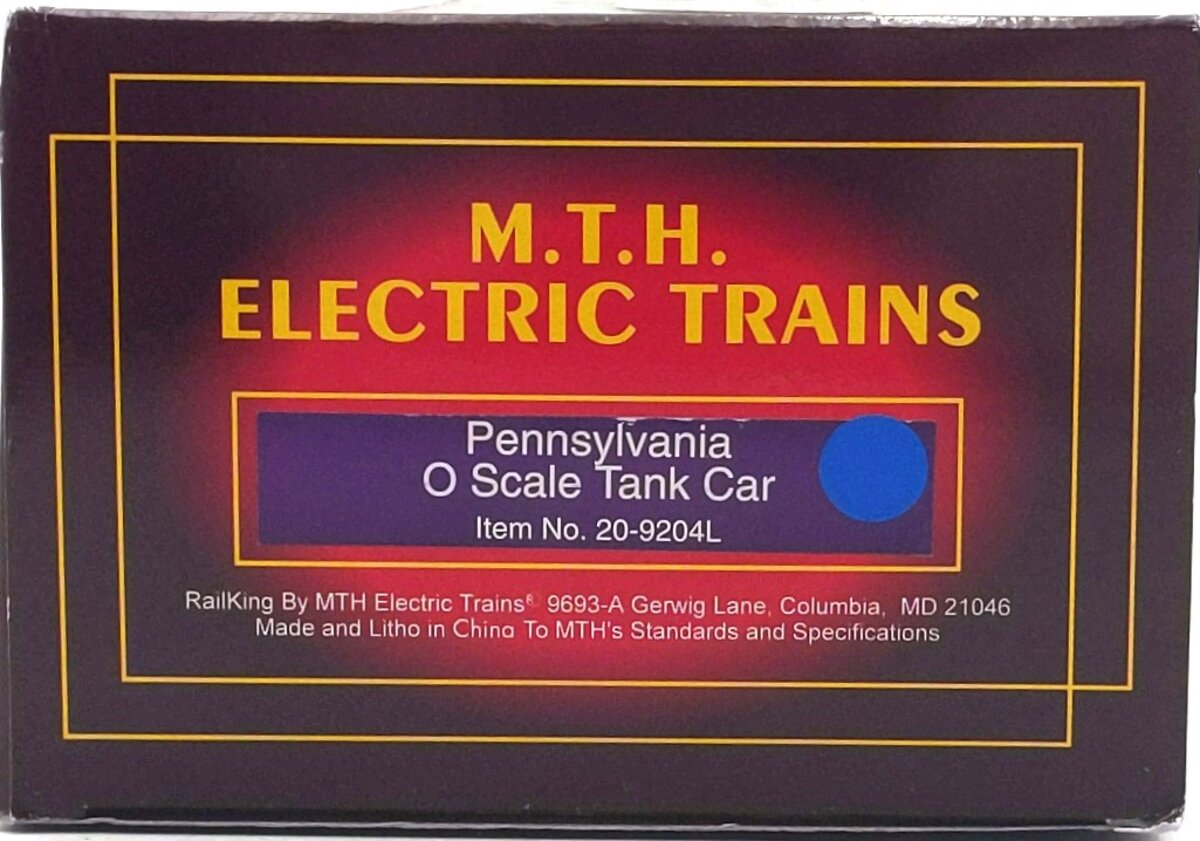 M.T.H.
ELECTRIC TRAINS
Pennsylvania
O Scale Tank Car
Item No. 20-9204L
RailKing By MTH Electric Trains® 9693-A Gerwig Lane, Columbia, MD 21046
Made and Litho in China To MTH's Standards and Specifications